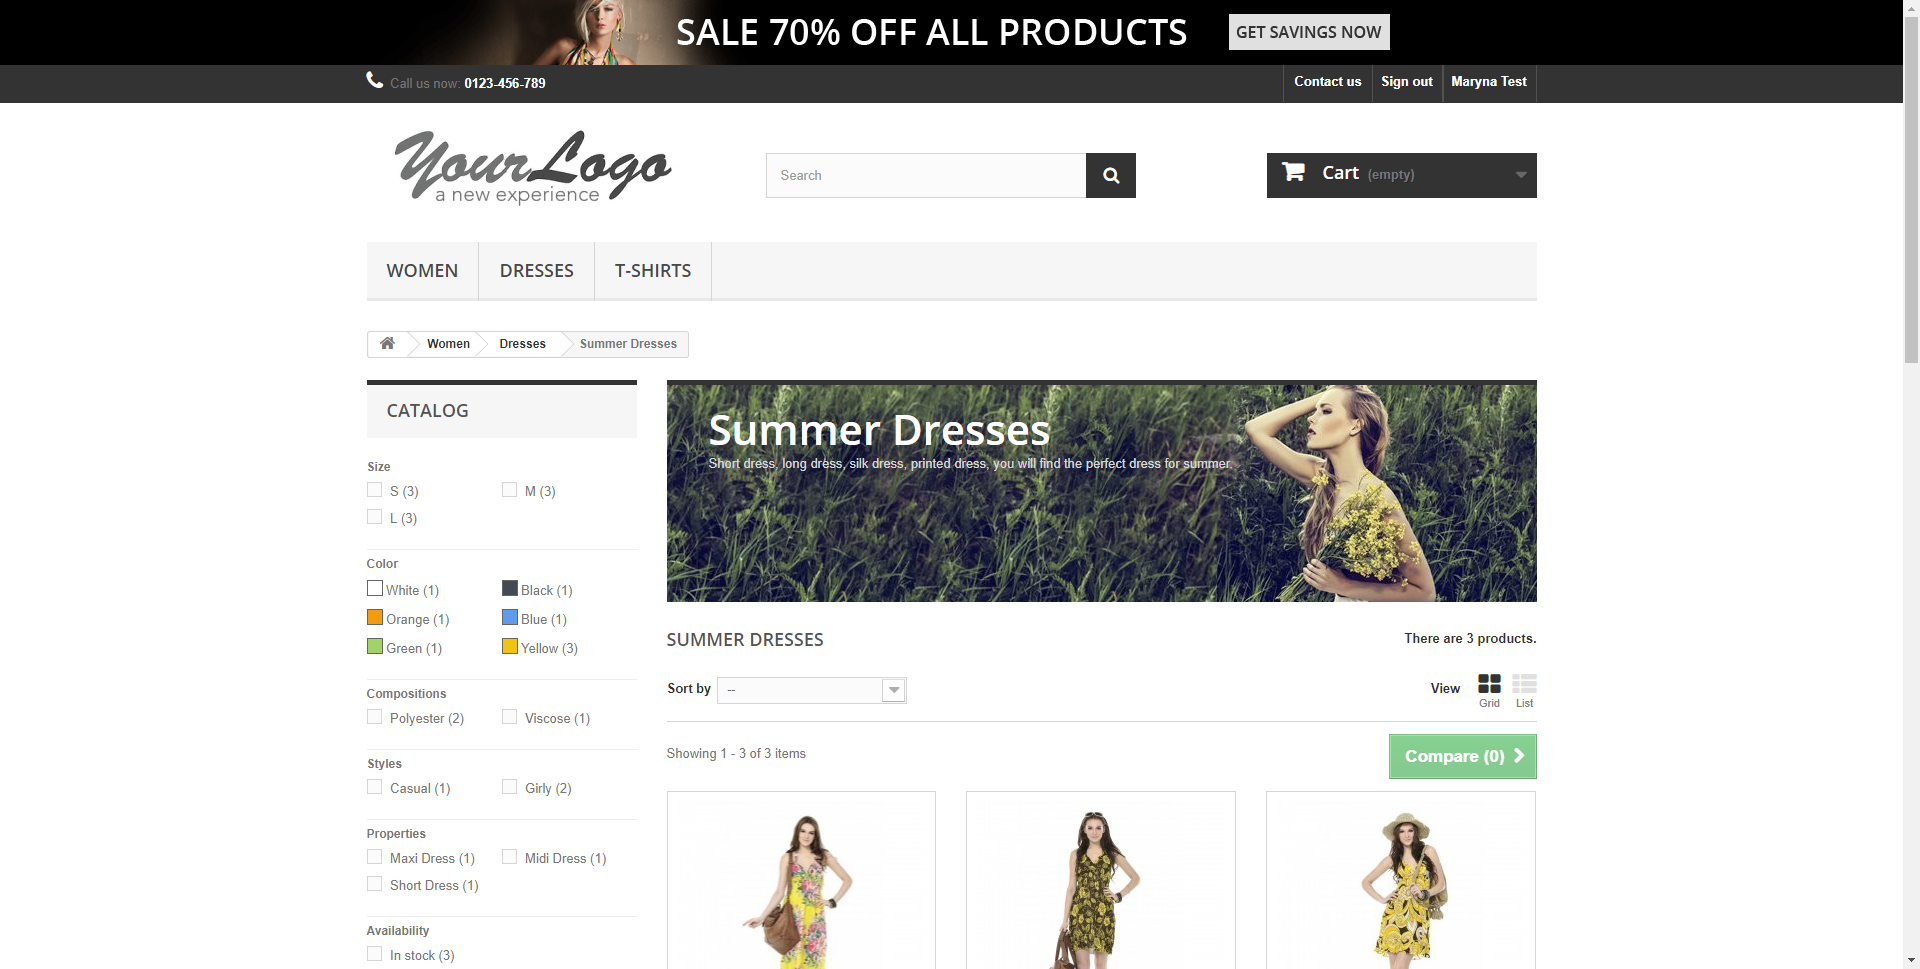 SALE 70% OFF ALL PRODUCTS GET SAVINGS NOW
Call us now: 0123-456-789
Contact us Sign out Maryna Test
YourLogo
a new experience
Search
Cart (empty)
WOMEN DRESSES T-SHIRTS
Women Dresses Summer Dresses
CATALOG
Size
S (3) M (3)
L (3)
Color
White (1) Black (1)
Orange (1) Blue (1)
Green (1) Yellow (3)
Compositions
Polyester (2) Viscose (1)
Styles
Casual (1) Girly (2)
Properties
Maxi Dress (1) Midi Dress (1)
Short Dress (1)
Availability
In stock (3)
Summer Dresses
Short dress, long dress, silk dress, printed dress, you will find the perfect dress for summer.
SUMMER DRESSES There are 3 products.
Sort by -- View Grid List
Showing 1 - 3 of 3 items Compare (0)